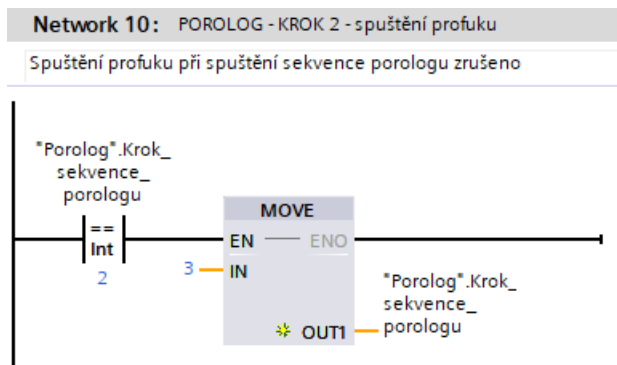 Network 10: POROLOG - KROK 2 - spuštění profuku
Spuštění profuku při spuštění sekvence porologu zrušeno
"Porolog".Krok_
sekvence_
porologu
==
Int
2
MOVE
EN ENO
3 IN
OUT1
"Porolog".Krok_
sekvence_
porologu